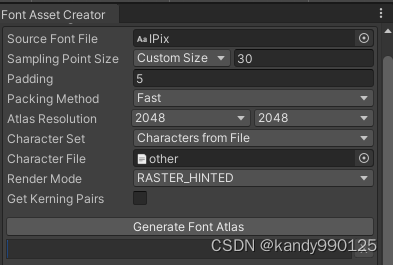 Font Asset Creator
Source Font File Aa IPix
Sampling Point Size Custom Size 30
Padding 5
Packing Method Fast
Atlas Resolution 2048 2048
Character Set Characters from File
Character File other
Render Mode RASTER_HINTED
Get Kerning Pairs
Generate Font Atlas
CSDN @kandy990125